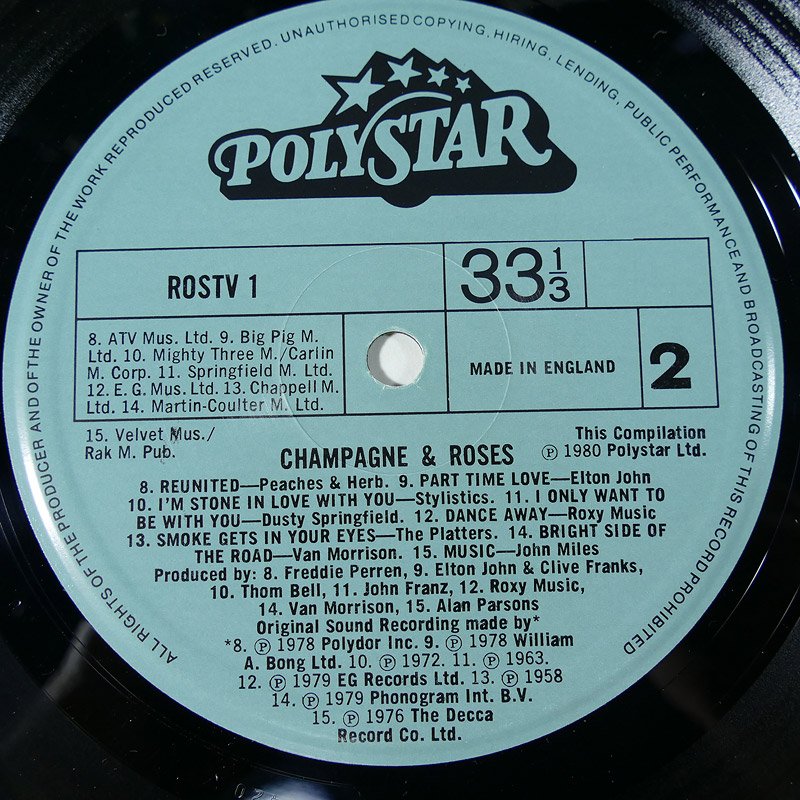 ALL RIGHTS OF THE PRODUCER AND OF THE OWNER OF THE WORK REPRODUCED RESERVED. UNAUTHORISED COPYING, HIRING, LENDING, PUBLIC PERFORMANCE AND BROADCASTING OF THIS RECORD PROHIBITED
POLYSTAR
ROSTV 1
33 1/3
8. ATV Mus. Ltd. 9. Big Pig M.
Ltd. 10. Mighty Three M./Carlin
M. Corp. 11. Springfield M. Ltd.
12. E.G. Mus. Ltd. 13. Chappell M.
Ltd. 14. Martin-Coulter M. Ltd.
MADE IN ENGLAND
2
15. Velvet Mus./
Rak M. Pub.
CHAMPAGNE & ROSES
This Compilation
℗ 1980 Polystar Ltd.
8. REUNITED—Peaches & Herb. 9. PART TIME LOVE—Elton John
10. I'M STONE IN LOVE WITH YOU—Stylistics. 11. I ONLY WANT TO
BE WITH YOU—Dusty Springfield. 12. DANCE AWAY—Roxy Music
13. SMOKE GETS IN YOUR EYES—The Platters. 14. BRIGHT SIDE OF
THE ROAD—Van Morrison. 15. MUSIC—John Miles
Produced by: 8. Freddie Perren, 9. Elton John & Clive Franks,
10. Thom Bell, 11. John Franz, 12. Roxy Music,
14. Van Morrison, 15. Alan Parsons
Original Sound Recording made by*
*8. ℗ 1978 Polydor Inc. 9. ℗ 1978 William
A. Bong Ltd. 10. ℗ 1972. 11. ℗ 1963.
12. ℗ 1979 EG Records Ltd. 13. ℗ 1958
14. ℗ 1979 Phonogram Int. B.V.
15. ℗ 1976 The Decca
Record Co. Ltd.